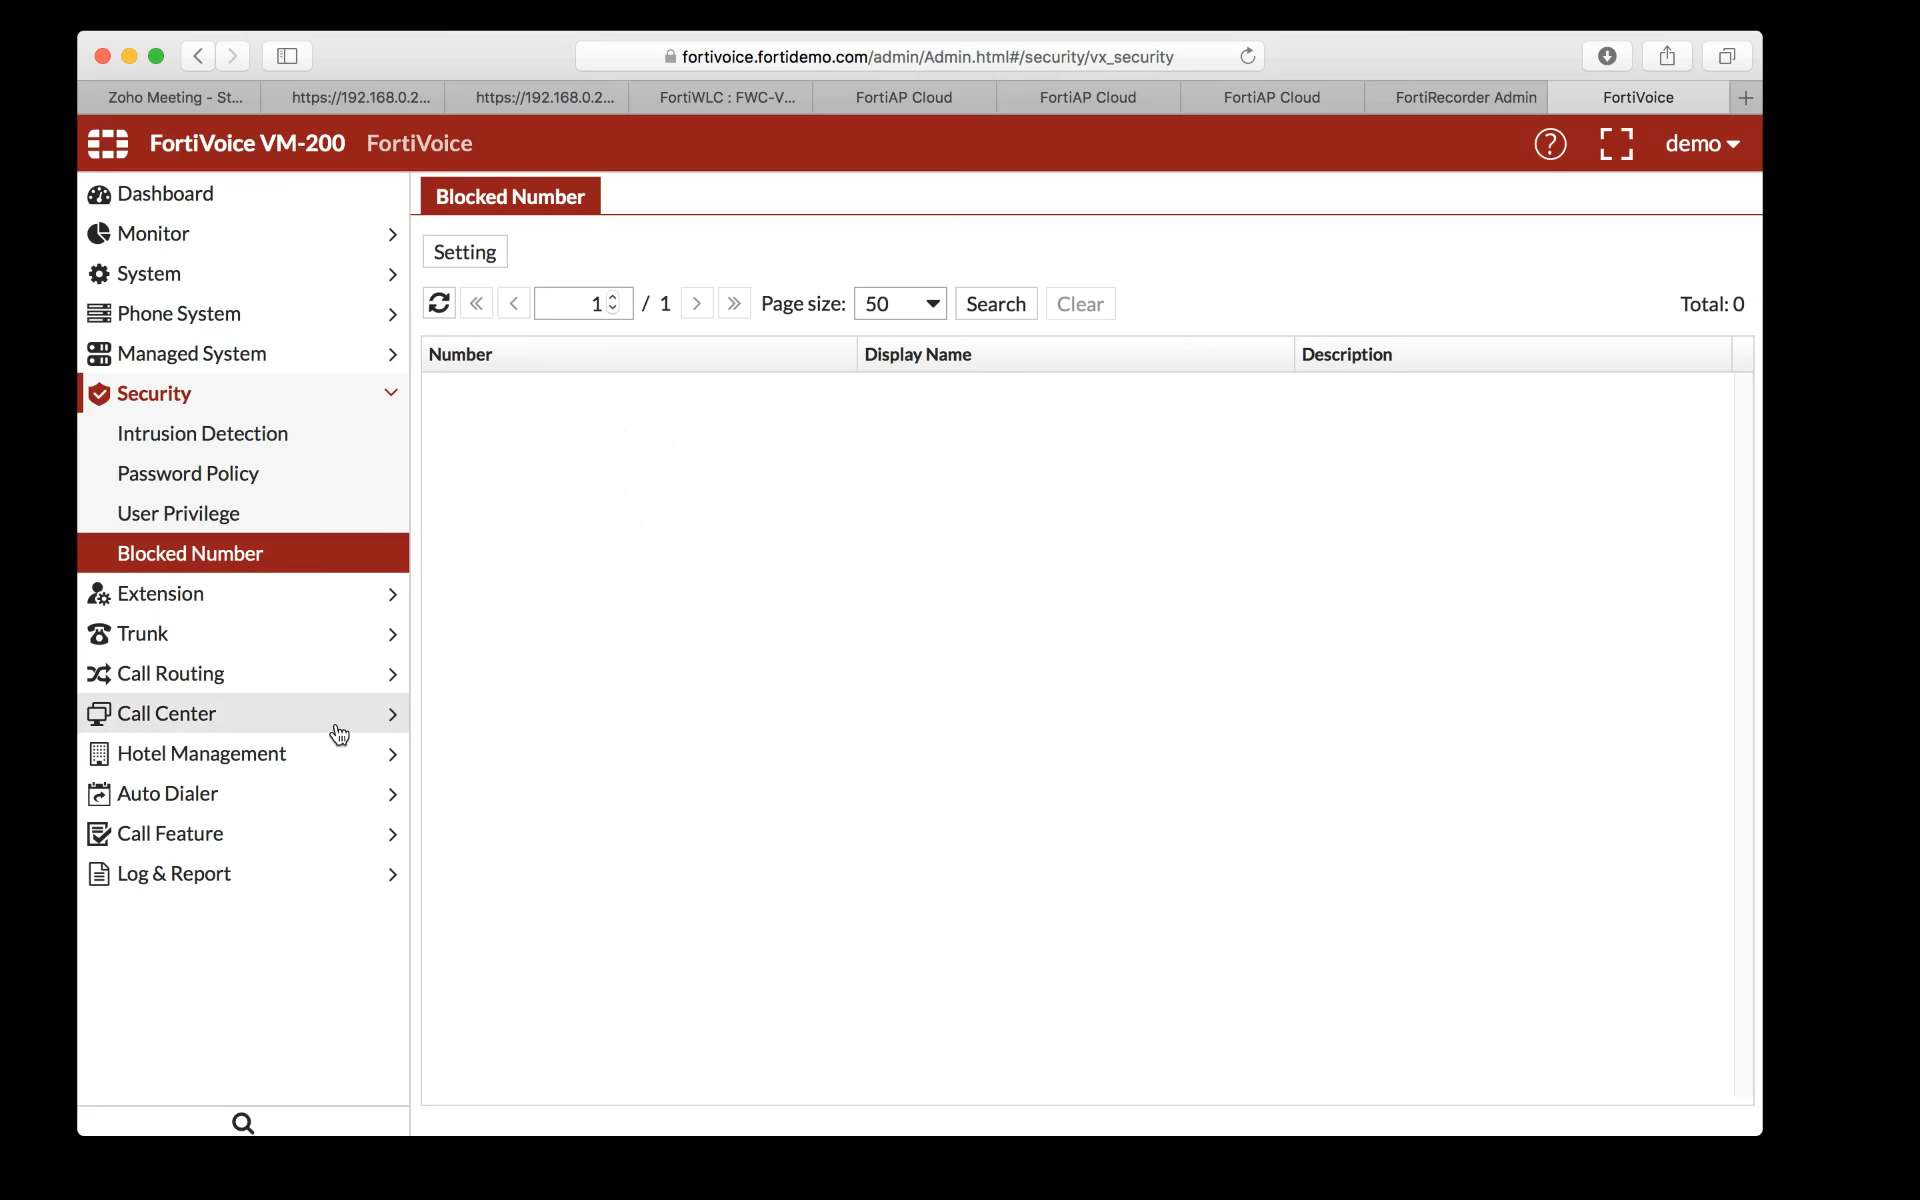 fortivoice.fortidemo.com/admin/Admin.html#/security/vx_security
Zoho Meeting - St... https://192.168.0.2... https://192.168.0.2... FortiWLC : FWC-V... FortiAP Cloud FortiAP Cloud FortiAP Cloud FortiRecorder Admin FortiVoice
FortiVoice VM-200 FortiVoice demo
Dashboard
Monitor
System
Phone System
Managed System
Security
Intrusion Detection
Password Policy
User Privilege
Blocked Number
Extension
Trunk
Call Routing
Call Center
Hotel Management
Auto Dialer
Call Feature
Log & Report
Blocked Number
Setting
1 / 1 Page size: 50 Search Clear Total: 0
Number Display Name Description